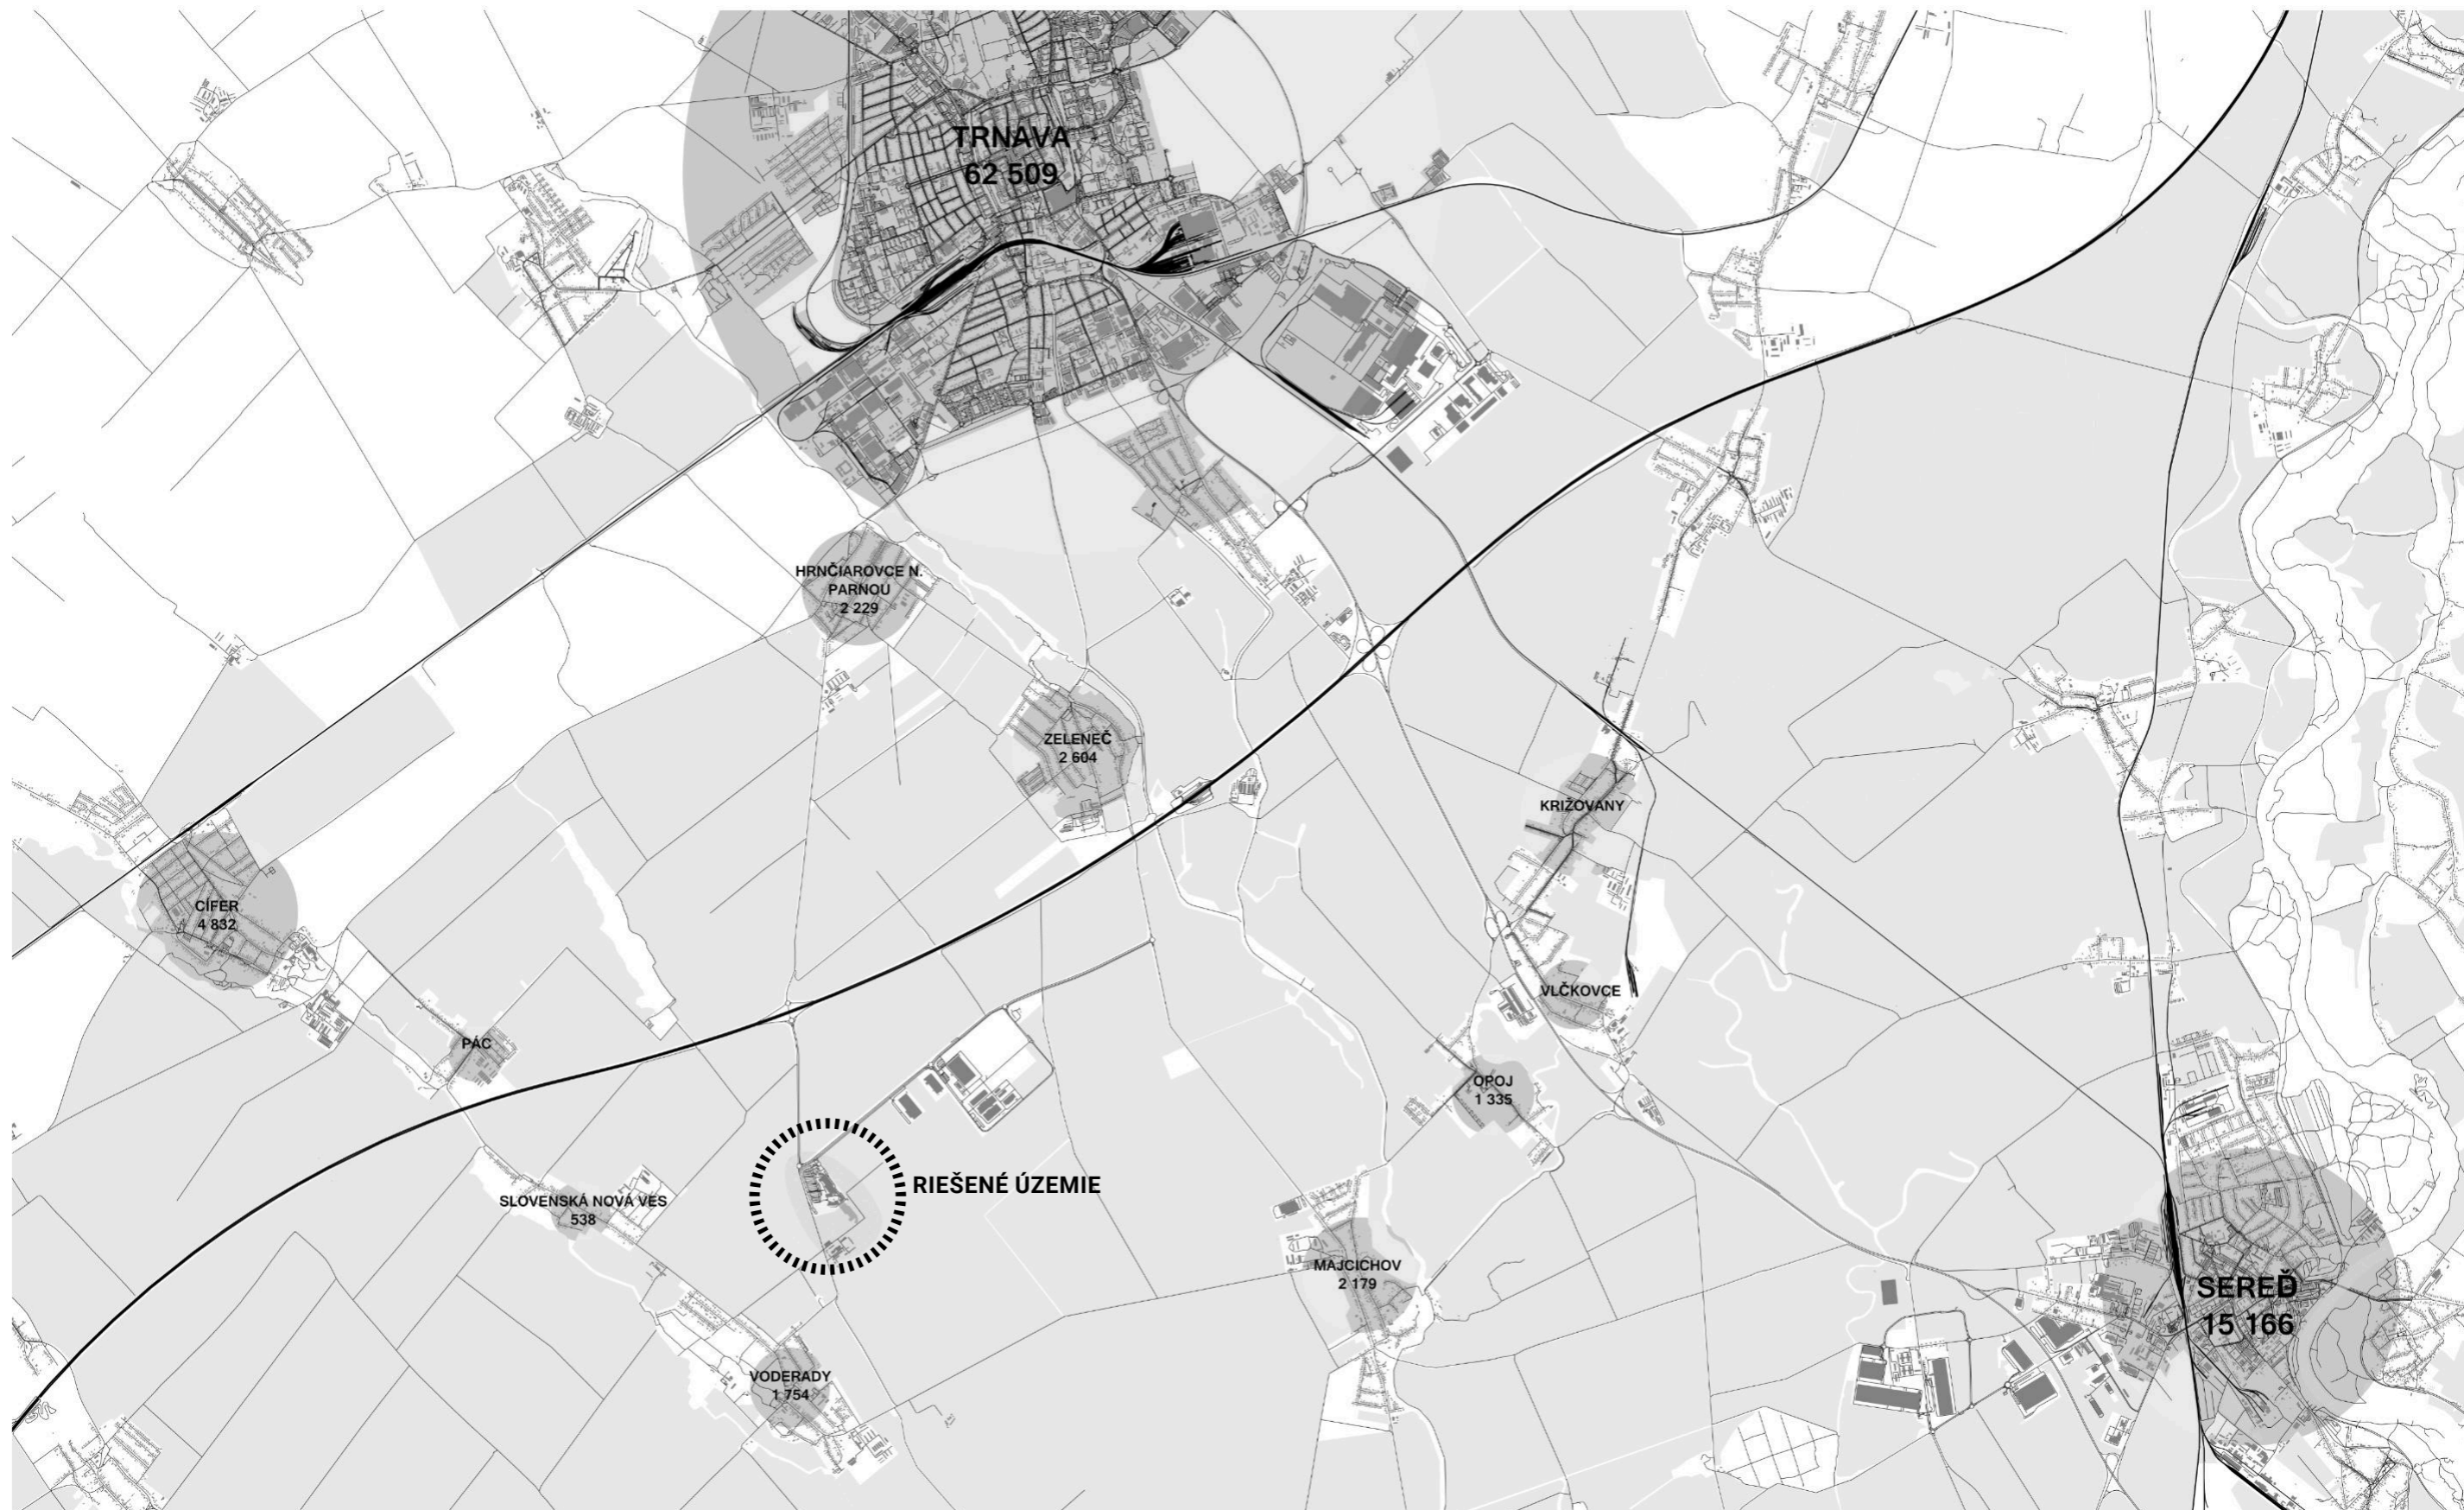 TRNAVA
62 509
HRNČIAROVCE N.
PARNOU
2 229
ZELENEČ
2 604
KRIŽOVANY
CÍFER
4 832
VLČKOVCE
PÁC
OPOJ
1 335
RIEŠENÉ ÚZEMIE
SLOVENSKÁ NOVÁ VES
538
MAJCICHOV
2 179
SEREĎ
15 166
VODERADY
1 754